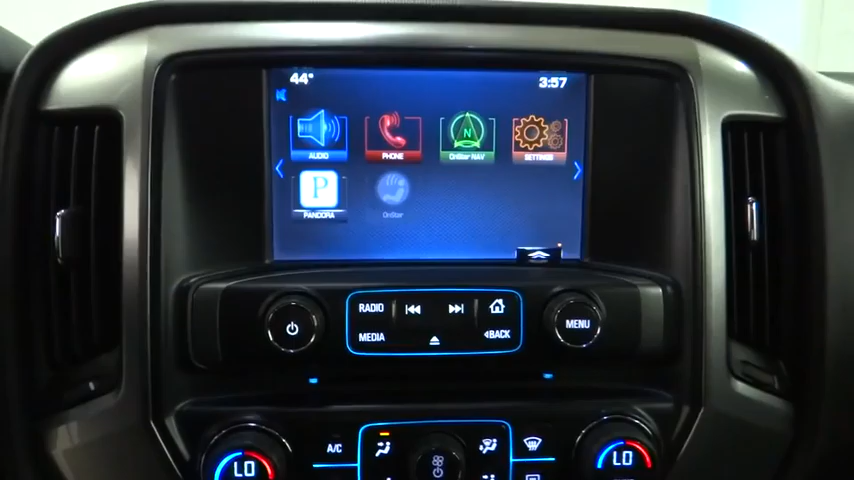 44° 3:57
AUDIO PHONE OnStar NAV SETTINGS
N
P
PANDORA OnStar
RADIO MENU
MEDIA BACK
A/C
LO LO